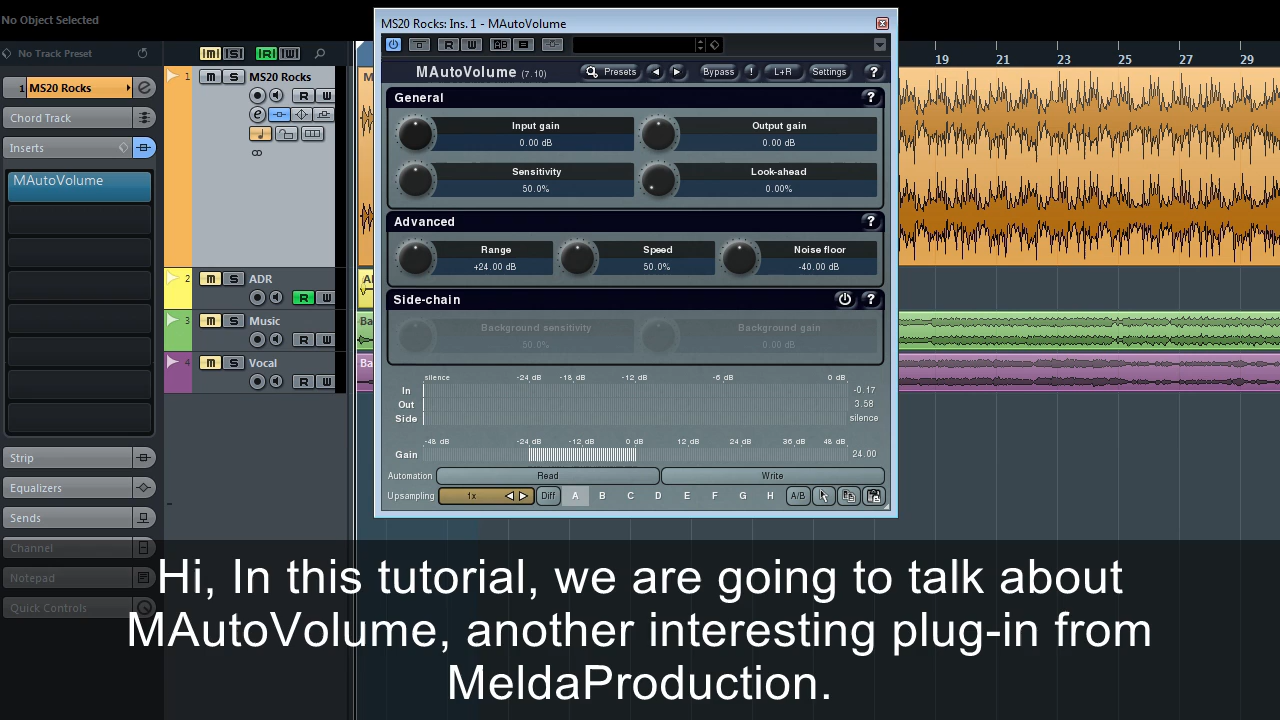 No Object Selected
No Track Preset
1 MS20 Rocks
Chord Track
Inserts
MAutoVolume
Strip
Equalizers
Sends
Channel
Notepad
Quick Controls
M S R W
1 M S MS20 Rocks
R W
e
2 M S ADR
R W
3 M S Music
R W
4 M S Vocal
R W
MS20 Rocks: Ins. 1 - MAutoVolume
R W AB
MAutoVolume (7.10) Presets Bypass ! L+R Settings ?
General ?
Input gain Output gain
0.00 dB 0.00 dB
Sensitivity Look-ahead
50.0% 0.00%
Advanced ?
Range Speed Noise floor
+24.00 dB 50.0% -40.00 dB
Side-chain ?
Background sensitivity Background gain
50.0% 0.00 dB
silence -24 dB -18 dB -12 dB -6 dB 0 dB
In -0.17
Out 3.58
Side silence
-48 dB -24 dB -12 dB 0 dB 12 dB 24 dB 36 dB 48 dB
Gain 24.00
Automation Read Write
Upsampling 1x Diff A B C D E F G H A/B
19 21 23 25 27 29
Hi, In this tutorial, we are going to talk about
MAutoVolume, another interesting plug-in from
MeldaProduction.